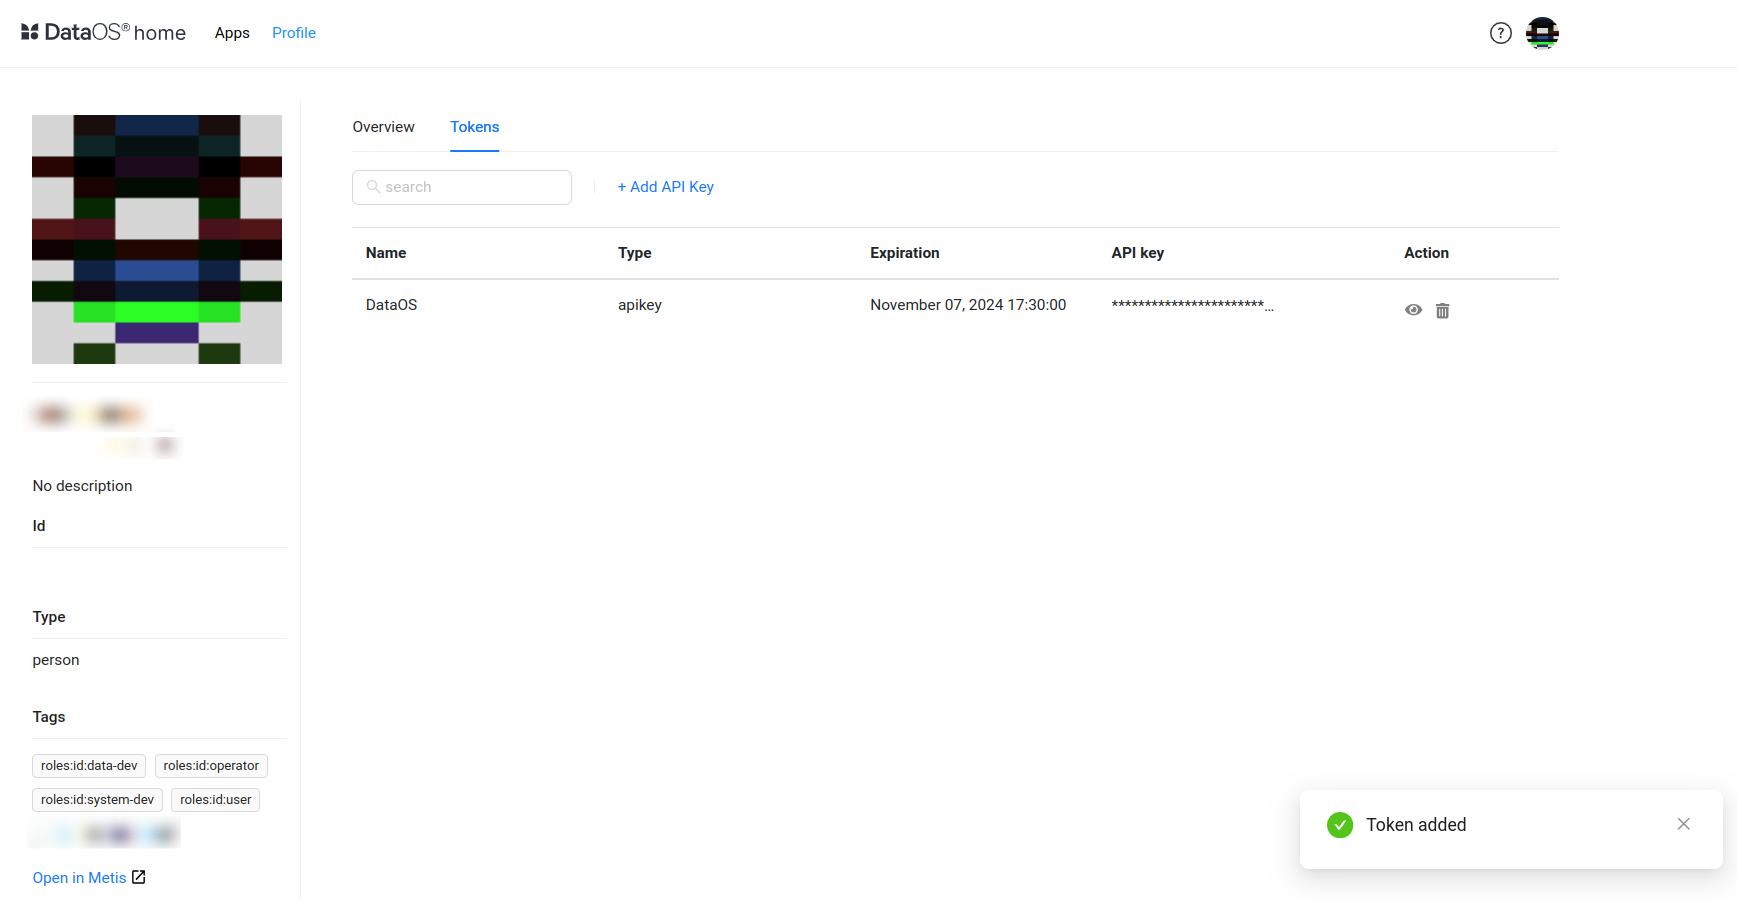 DataOS® home Apps Profile ?
Overview Tokens
search + Add API Key
Name Type Expiration API key Action
DataOS apikey November 07, 2024 17:30:00 ***********************...
No description
Id
Type
person
Tags
roles:id:data-dev roles:id:operator
roles:id:system-dev roles:id:user
Open in Metis
Token added